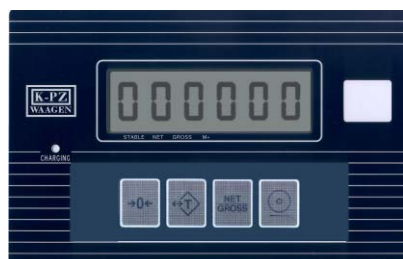 K-PZ
WAAGEN
000000
STABLE NET GROSS M+
CHARGING
→0←
↔T
NET
GROSS